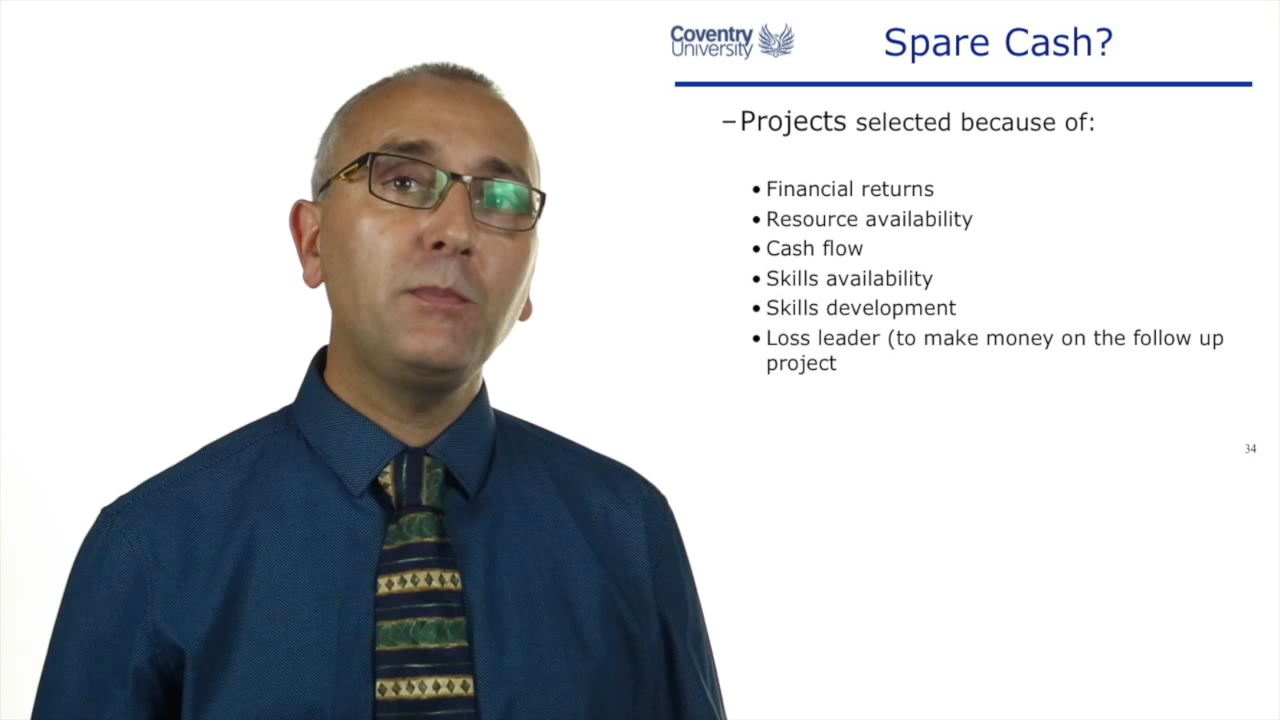 Coventry
University
Spare Cash?
–Projects selected because of:
• Financial returns
• Resource availability
• Cash flow
• Skills availability
• Skills development
• Loss leader (to make money on the follow up
project
34